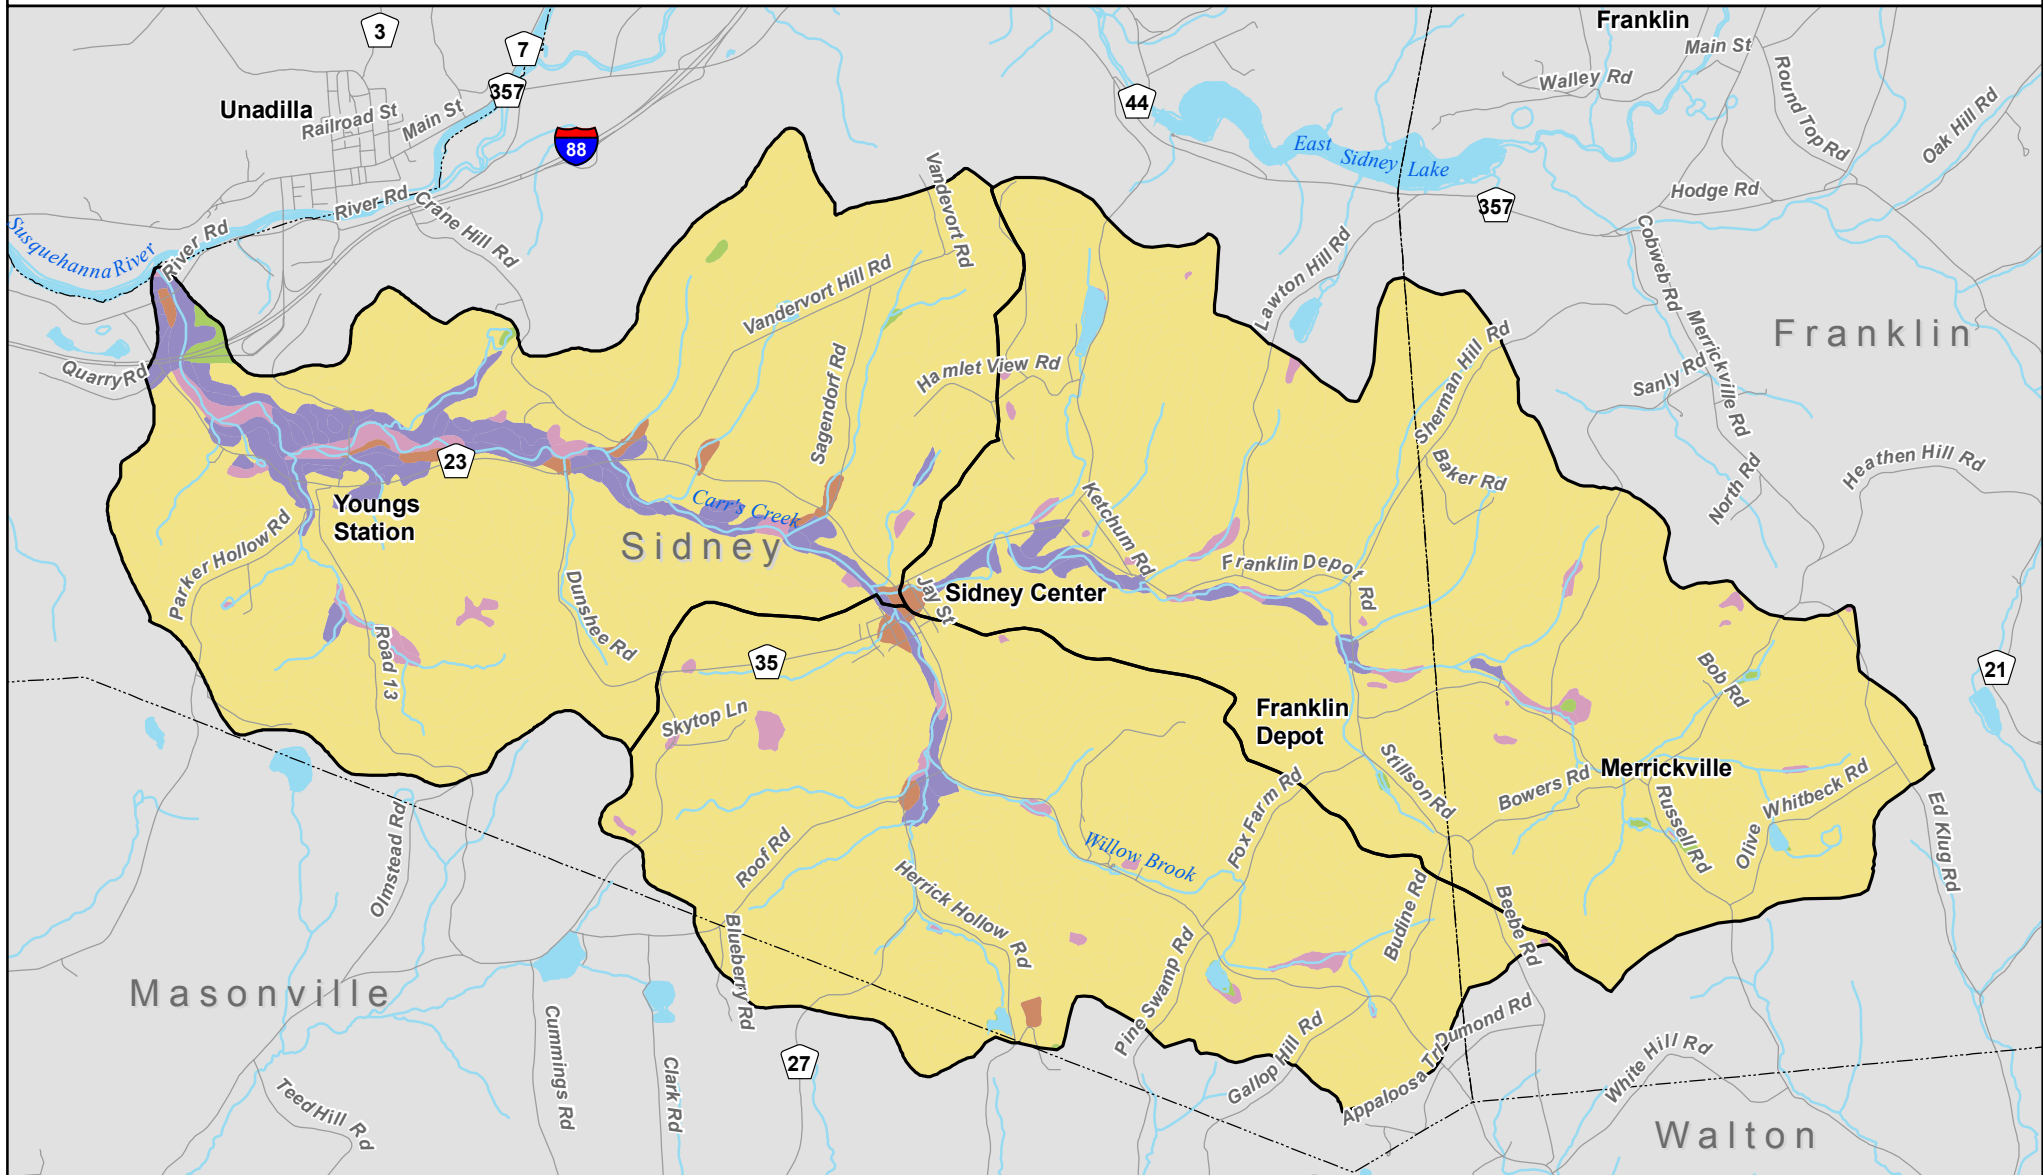 Franklin
3
7
Main St
Walley Rd
Round Top Rd
357
44
Unadilla
Railroad St
Main St
Oak Hill Rd
88
East Sidney Lake
Hodge Rd
357
River Rd
Crane Hill Rd
Vandevort Rd
Susquehanna River
River Rd
Lawton Hill Rd
Cobweb Rd
Vandervort Hill Rd
Franklin
Merrickville Rd
Sherman Hill Rd
Quarry Rd
Hamlet View Rd
Sanly Rd
Sagendorf Rd
23
Baker Rd
Heathen Hill Rd
North Rd
Youngs
Station
Carr's Creek
Ketchum Rd
Sidney
Parker Hollow Rd
Franklin Depot Rd
Jay St
Sidney Center
Dunshee Rd
Road 13
35
21
Bob Rd
Skytop Ln
Franklin
Depot
Stillson Rd
Merrickville
Bowers Rd
Whitbeck Rd
Olive
Russell Rd
Fox Farm Rd
Ed Klug Rd
Olmstead Rd
Roof Rd
Willow Brook
Herrick Hollow Rd
Budine Rd
Beebe Rd
Blueberry Rd
Pine Swamp Rd
Masonville
Dumond Rd
Cummings Rd
Clark Rd
27
Gallop Hill Rd
Appaloosa Trl
White Hill Rd
Teed Hill Rd
Walton